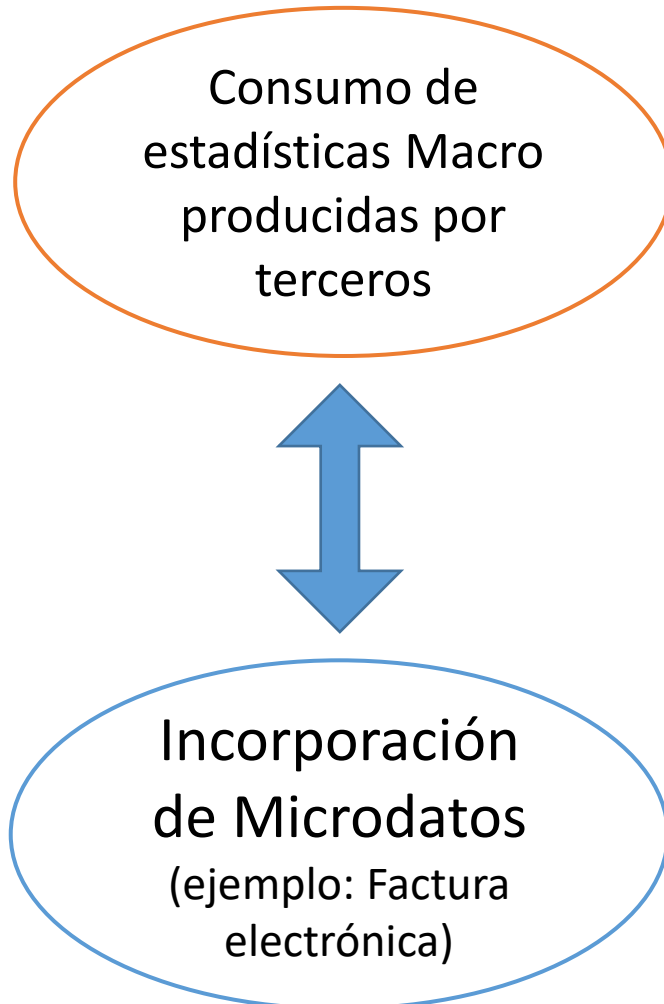 Consumo de
estadísticas Macro
producidas por
terceros
Incorporación
de Microdatos
(ejemplo: Factura
electrónica)